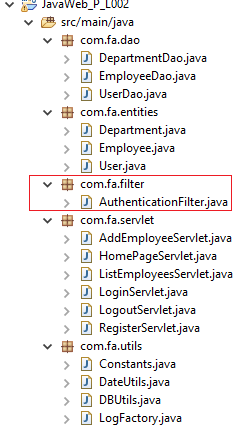 JavaWeb_P_L002
src/main/java
com.fa.dao
DepartmentDao.java
EmployeeDao.java
UserDao.java
com.fa.entities
Department.java
Employee.java
User.java
com.fa.filter
AuthenticationFilter.java
com.fa.servlet
AddEmployeeServlet.java
HomePageServlet.java
ListEmployeesServlet.java
LoginServlet.java
LogoutServlet.java
RegisterServlet.java
com.fa.utils
Constants.java
DateUtils.java
DBUtils.java
LogFactory.java